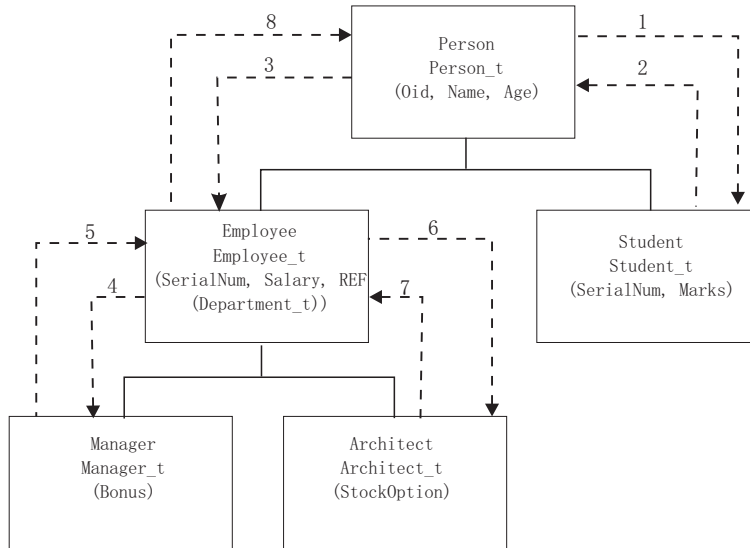 8
1
Person
Person_t
(Oid, Name, Age)
3
2
5
Employee
Employee_t
(SerialNum, Salary, REF
(Department_t))
6
Student
Student_t
(SerialNum, Marks)
4
7
Manager
Manager_t
(Bonus)
Architect
Architect_t
(StockOption)